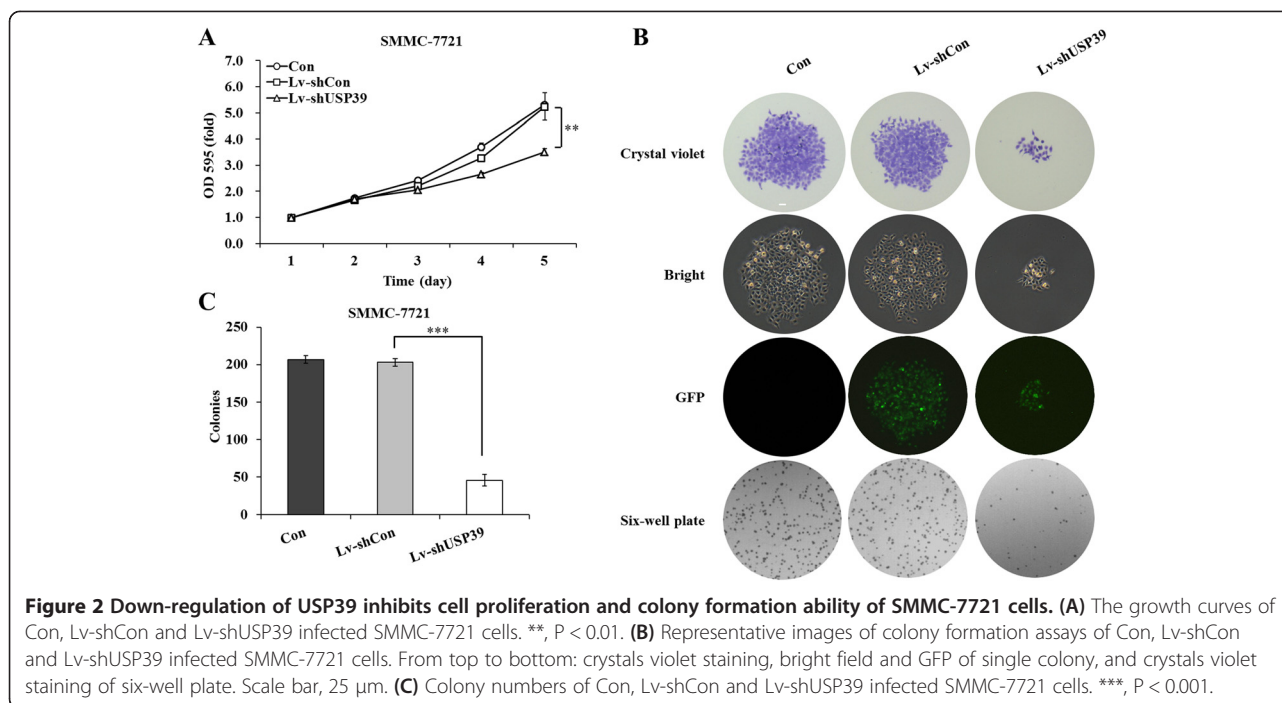 A
SMMC-7721
Con
Lv-shCon
Lv-shUSP39
7.0
6.0
5.0
4.0
3.0
2.0
1.0
0.0
OD 595 (fold)
**
1 2 3 4 5
Time (day)
B
Con Lv-shCon Lv-shUSP39
Crystal violet
Bright
GFP
Six-well plate
C
SMMC-7721
250
200
150
100
50
0
Colonies
***
Con Lv-shCon Lv-shUSP39
Figure 2 Down-regulation of USP39 inhibits cell proliferation and colony formation ability of SMMC-7721 cells. (A) The growth curves of
Con, Lv-shCon and Lv-shUSP39 infected SMMC-7721 cells. **, P < 0.01. (B) Representative images of colony formation assays of Con, Lv-shCon
and Lv-shUSP39 infected SMMC-7721 cells. From top to bottom: crystals violet staining, bright field and GFP of single colony, and crystals violet
staining of six-well plate. Scale bar, 25 μm. (C) Colony numbers of Con, Lv-shCon and Lv-shUSP39 infected SMMC-7721 cells. ***, P < 0.001.